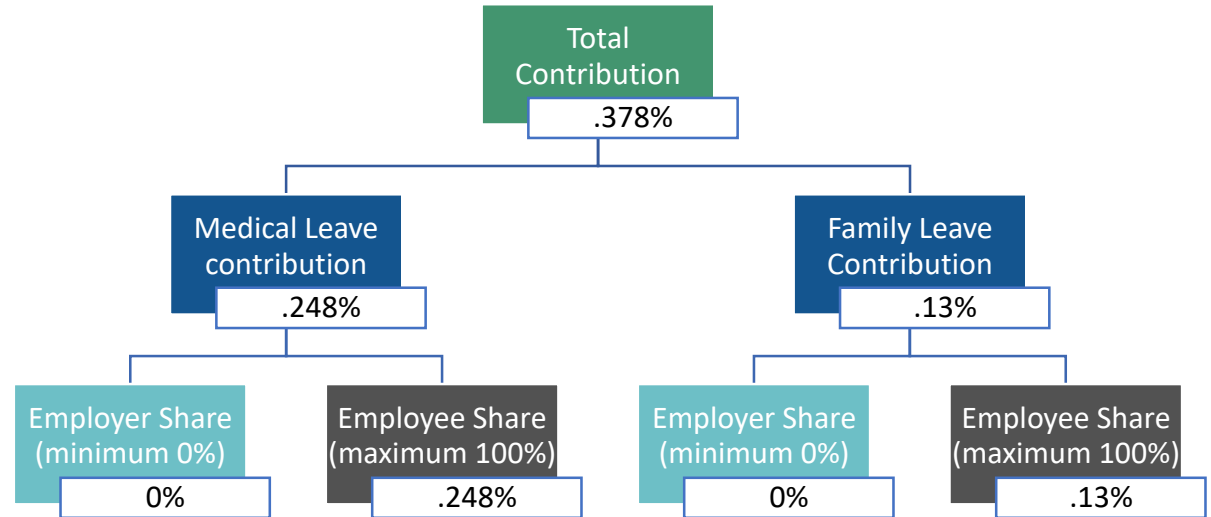 Total
Contribution
.378%
Medical Leave
contribution
.248%
Family Leave
Contribution
.13%
Employer Share
(minimum 0%)
0%
Employee Share
(maximum 100%)
.248%
Employer Share
(minimum 0%)
0%
Employee Share
(maximum 100%)
.13%